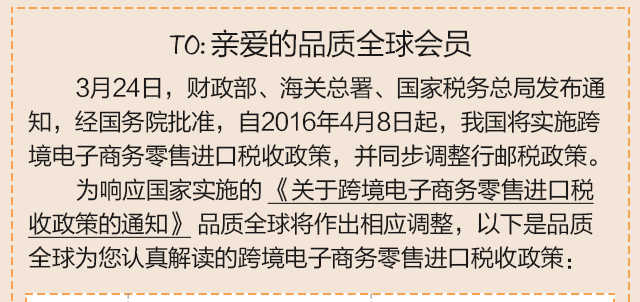 TO: 亲爱的品质全球会员
3月24日，财政部、海关总署、国家税务总局发布通
知，经国务院批准，自2016年4月8日起，我国将实施跨
境电子商务零售进口税收政策，并同步调整行邮税政策。
为响应国家实施的《关于跨境电子商务零售进口税
收政策的通知》品质全球将作出相应调整，以下是品质
全球为您认真解读的跨境电子商务零售进口税收政策：